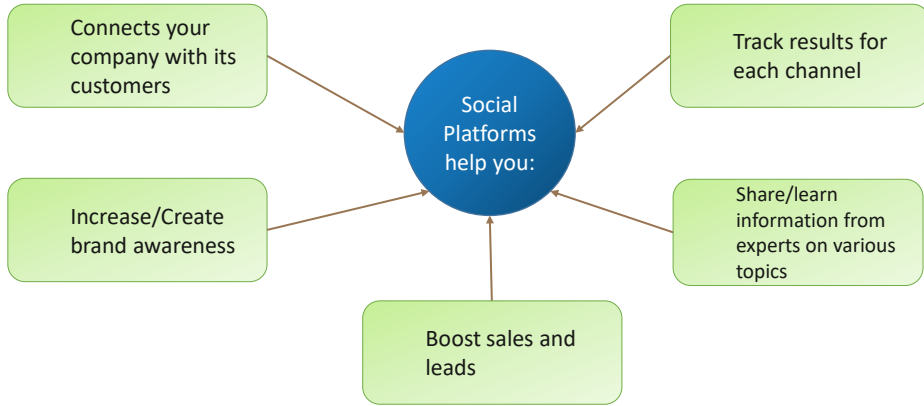 Connects your
company with its
customers
Track results for
each channel
Social
Platforms
help you:
Increase/Create
brand awareness
Share/learn
information from
experts on various
topics
Boost sales and
leads